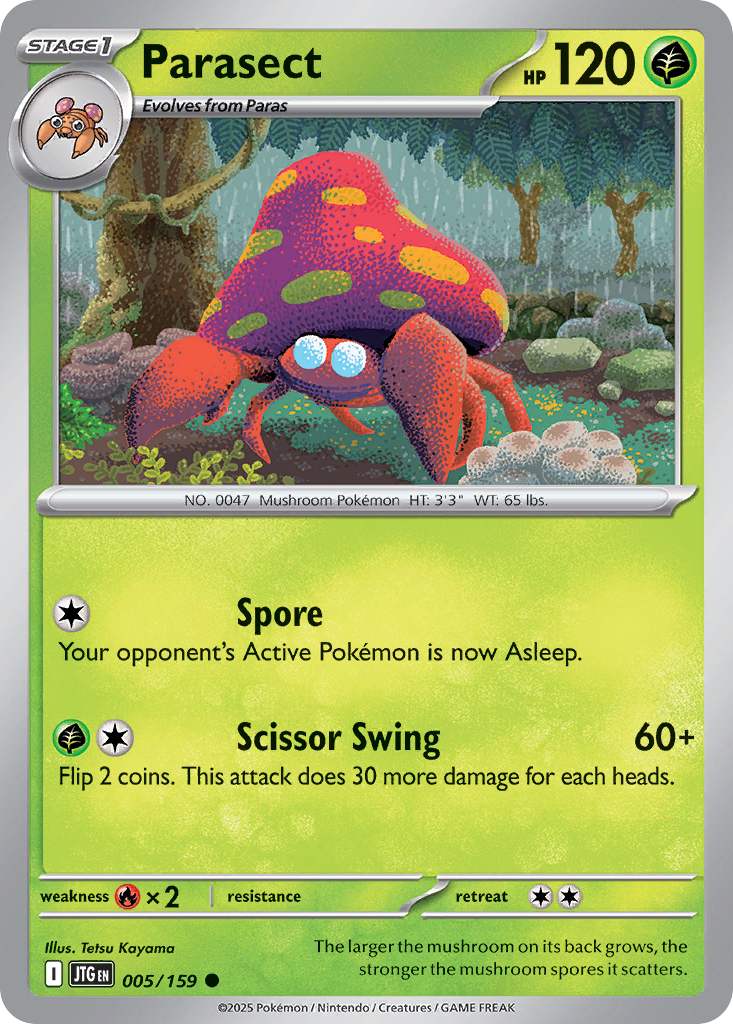 STAGE 1
Parasect
HP 120
Evolves from Paras
NO. 0047 Mushroom Pokémon HT: 3'3" WT: 65 lbs.
Spore
Your opponent's Active Pokémon is now Asleep.
Scissor Swing 60+
Flip 2 coins. This attack does 30 more damage for each heads.
weakness ×2 resistance retreat
Illus. Tetsu Kayama
The larger the mushroom on its back grows, the
stronger the mushroom spores it scatters.
I JTG EN 005/159
©2025 Pokémon / Nintendo / Creatures / GAME FREAK